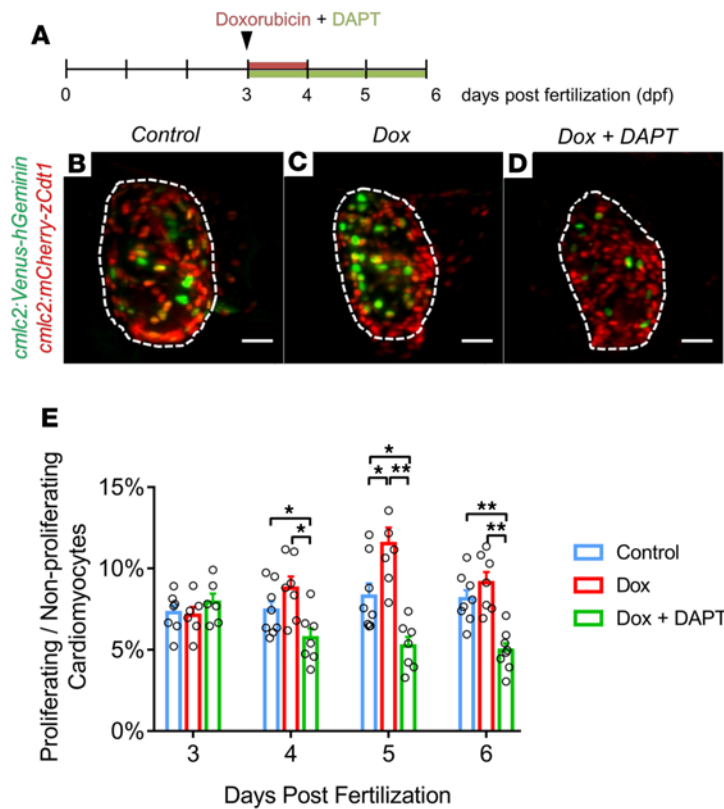 A
Doxorubicin + DAPT
0 3 4 5 6 days post fertilization (dpf)
Control Dox Dox + DAPT
B C D
cmlc2:Venus-hGeminin
cmlc2:mCherry-zCdt1
E
Proliferating / Non-proliferating
Cardiomyocytes
15%
10%
5%
0%
* * * * ** ** **
3 4 5 6
Days Post Fertilization
Control
Dox
Dox + DAPT